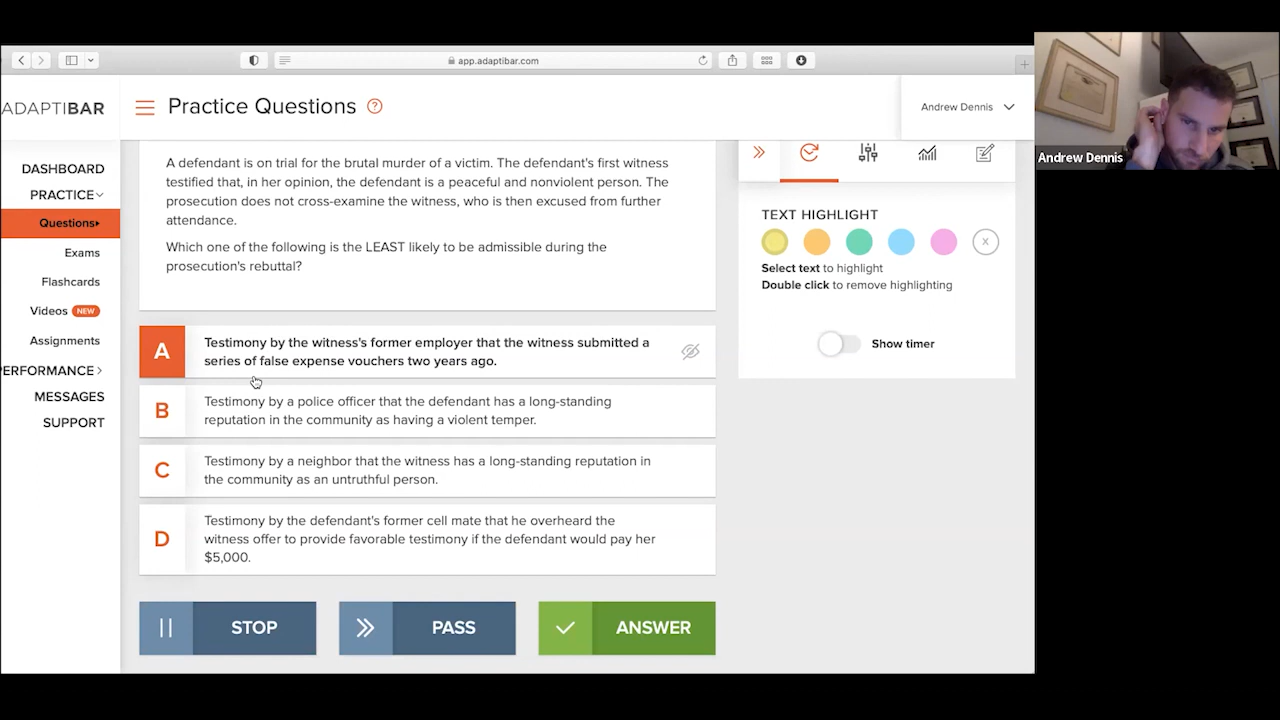 app.adaptibar.com
ADAPTIBAR
Practice Questions ?
Andrew Dennis
Andrew Dennis
DASHBOARD
PRACTICE
Questions
Exams
Flashcards
Videos NEW
Assignments
PERFORMANCE
MESSAGES
SUPPORT
A defendant is on trial for the brutal murder of a victim. The defendant's first witness
testified that, in her opinion, the defendant is a peaceful and nonviolent person. The
prosecution does not cross-examine the witness, who is then excused from further
attendance.
Which one of the following is the LEAST likely to be admissible during the
prosecution's rebuttal?
A
Testimony by the witness's former employer that the witness submitted a
series of false expense vouchers two years ago.
B
Testimony by a police officer that the defendant has a long-standing
reputation in the community as having a violent temper.
C
Testimony by a neighbor that the witness has a long-standing reputation in
the community as an untruthful person.
D
Testimony by the defendant's former cell mate that he overheard the
witness offer to provide favorable testimony if the defendant would pay her
$5,000.
STOP
PASS
ANSWER
TEXT HIGHLIGHT
X
Select text to highlight
Double click to remove highlighting
Show timer